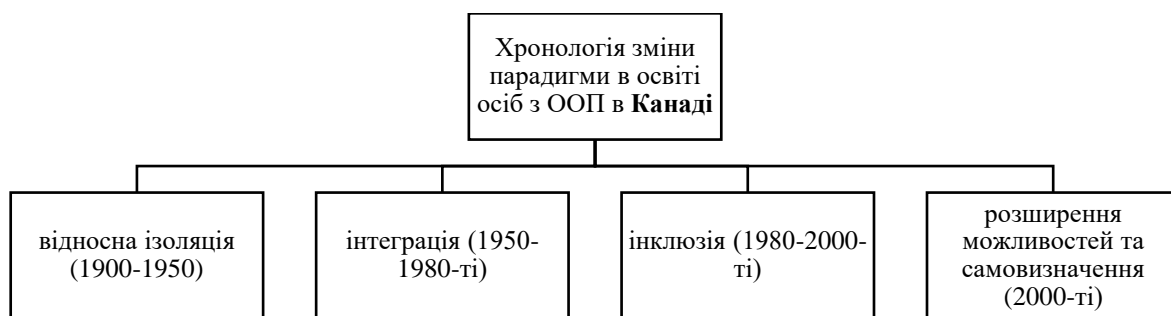 Хронологія зміни
парадигми в освіті
осіб з ООП в Канаді
відносна ізоляція
(1900-1950)
інтеграція (1950-
1980-ті)
інклюзія (1980-2000-
ті)
розширення
можливостей та
самовизначення
(2000-ті)